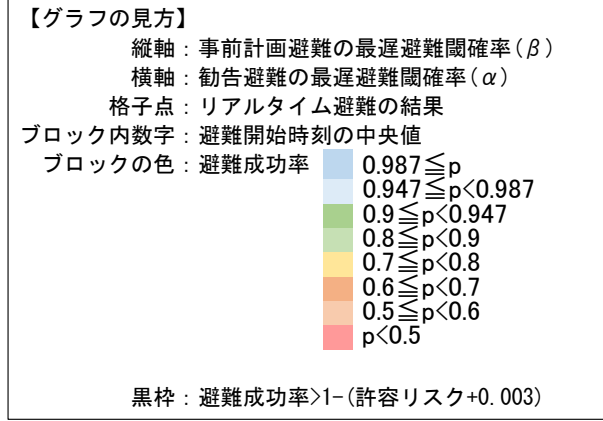 【グラフの見方】
縦軸：事前計画避難の最遅避難閾確率(β)
横軸：勧告避難の最遅避難閾確率(α)
格子点：リアルタイム避難の結果
ブロック内数字：避難開始時刻の中央値
ブロックの色：避難成功率
0.987≦p
0.947≦p<0.987
0.9≦p<0.947
0.8≦p<0.9
0.7≦p<0.8
0.6≦p<0.7
0.5≦p<0.6
p<0.5
黒枠：避難成功率>1-(許容リスク+0.003)